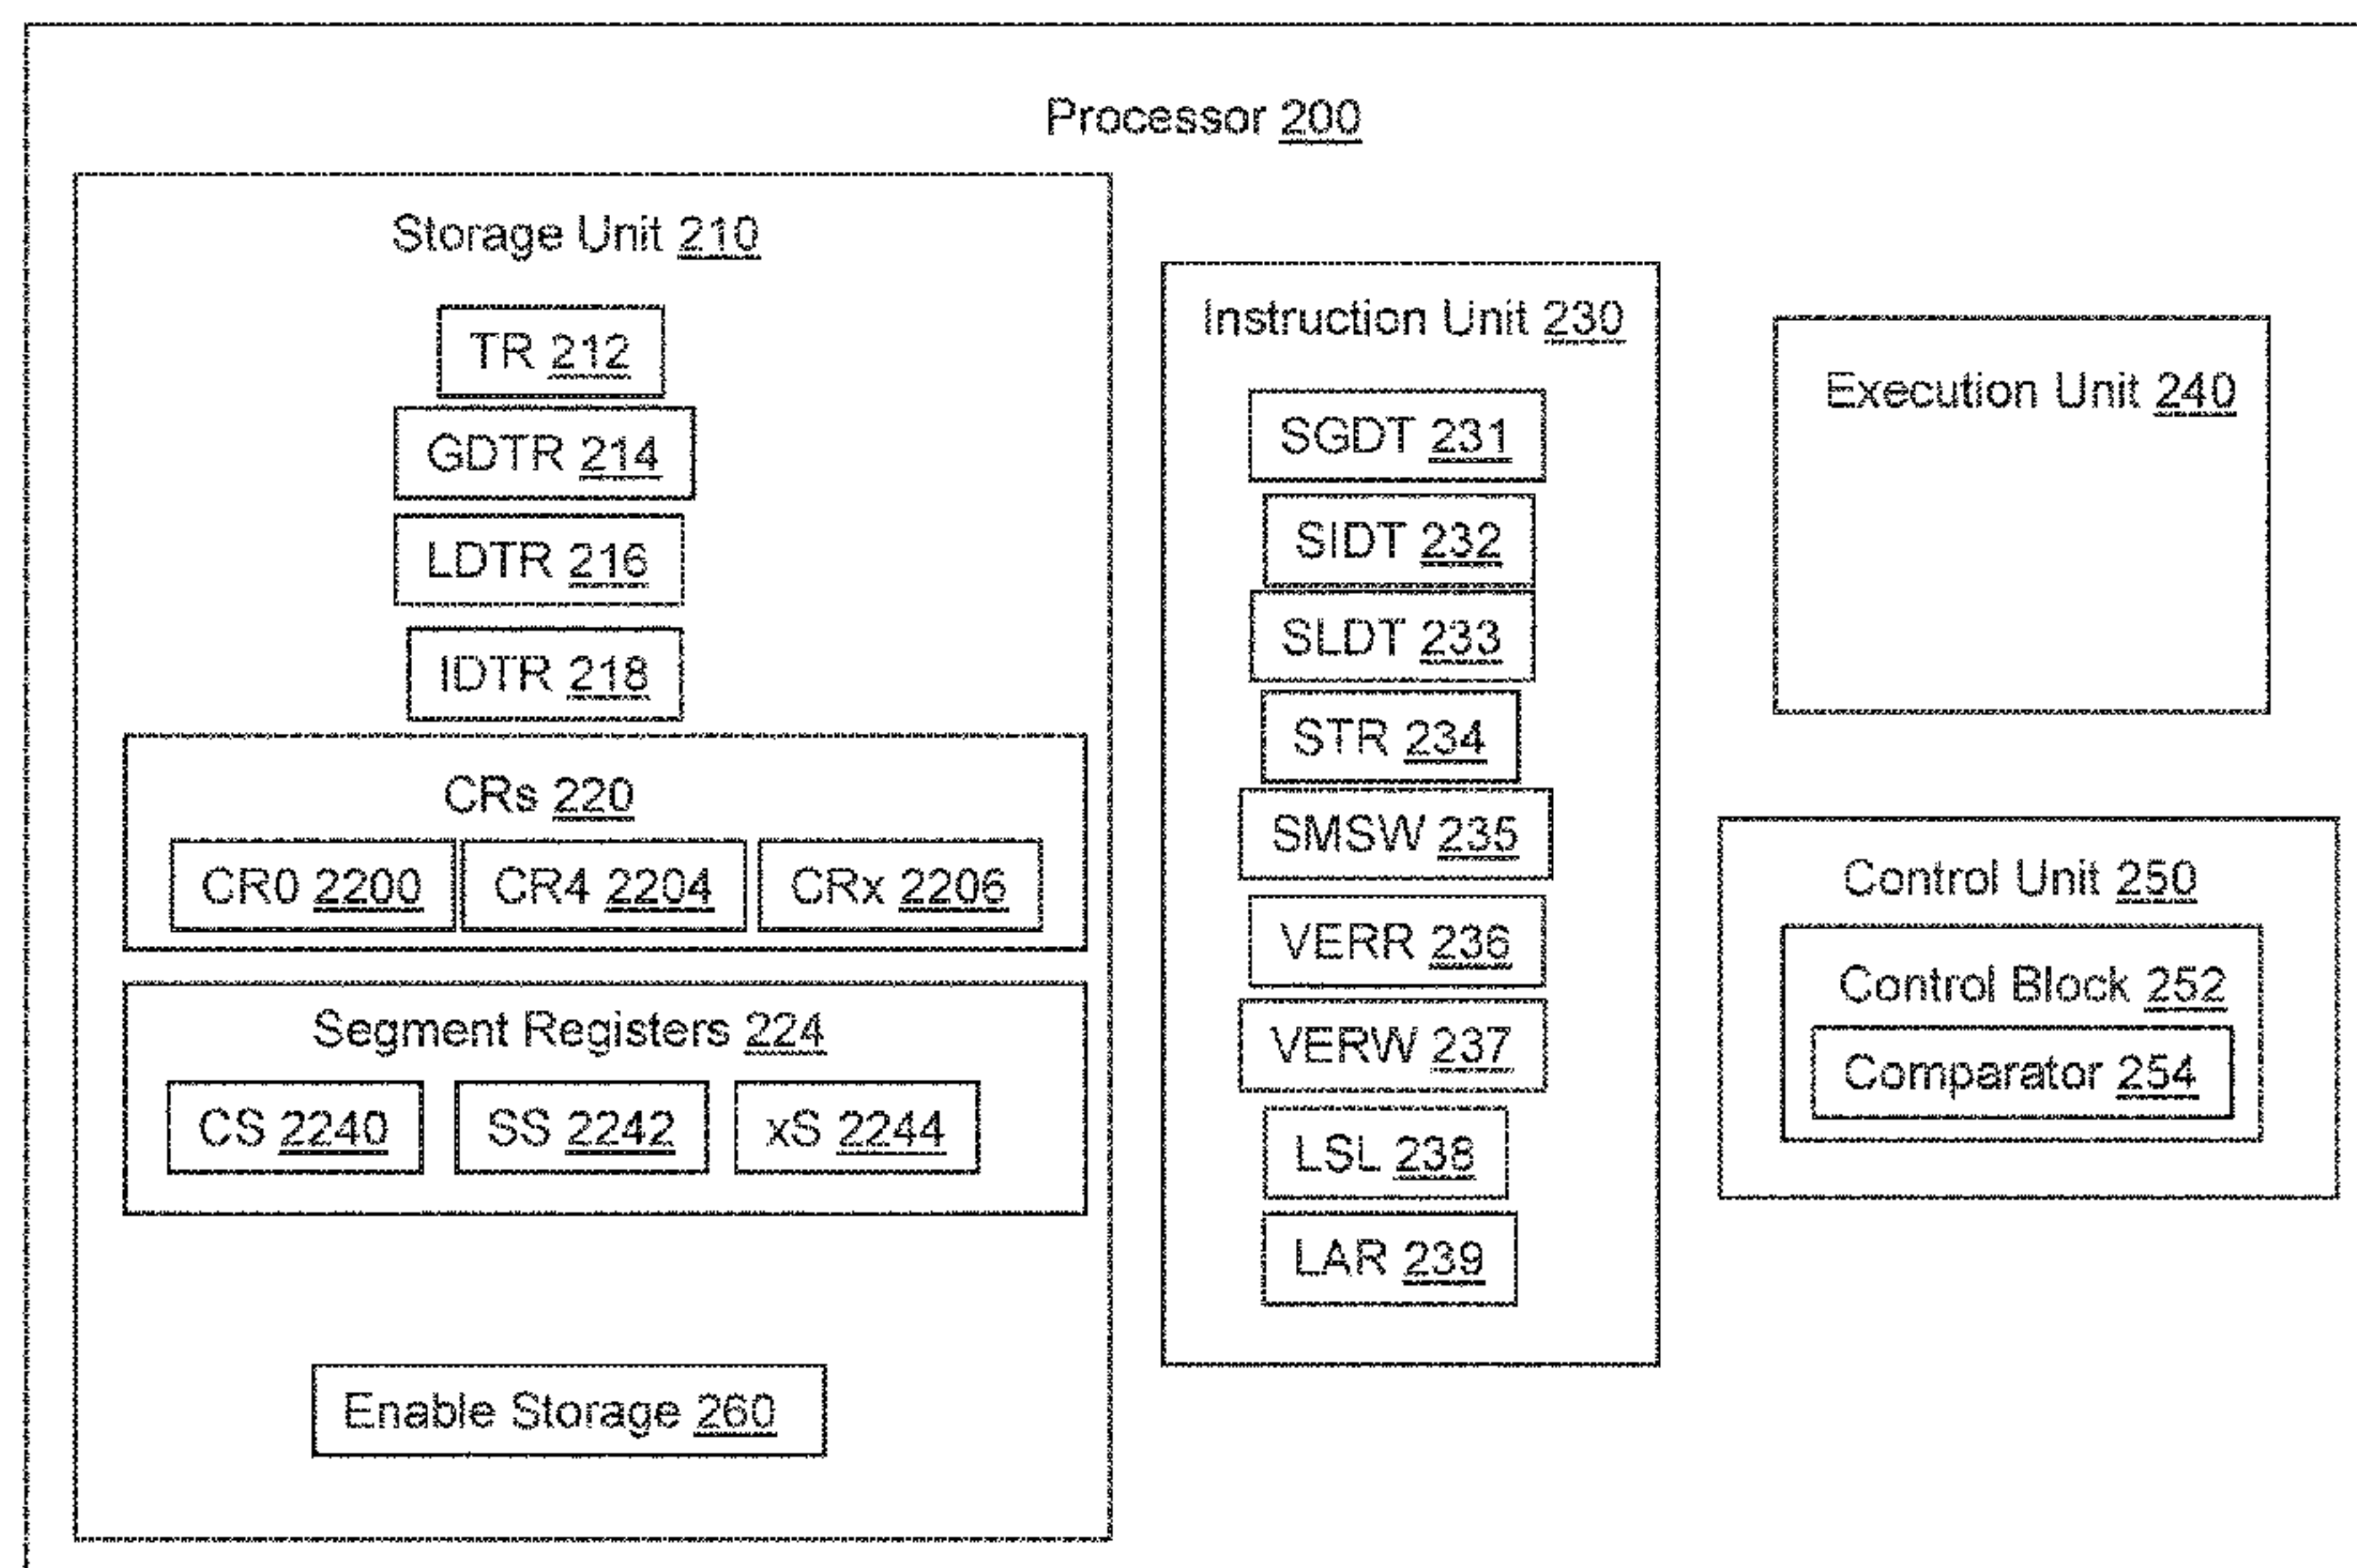 Processor 200
Storage Unit 210
TR 212
GDTR 214
LDTR 216
IDTR 218
CRs 220
CR0 2200
CR4 2204
CRx 2206
Segment Registers 224
CS 2240
SS 2242
xS 2244
Enable Storage 260
Instruction Unit 230
SGDT 231
SIDT 232
SLDT 233
STR 234
SMSW 235
VERR 236
VERW 237
LSL 238
LAR 239
Execution Unit 240
Control Unit 250
Control Block 252
Comparator 254